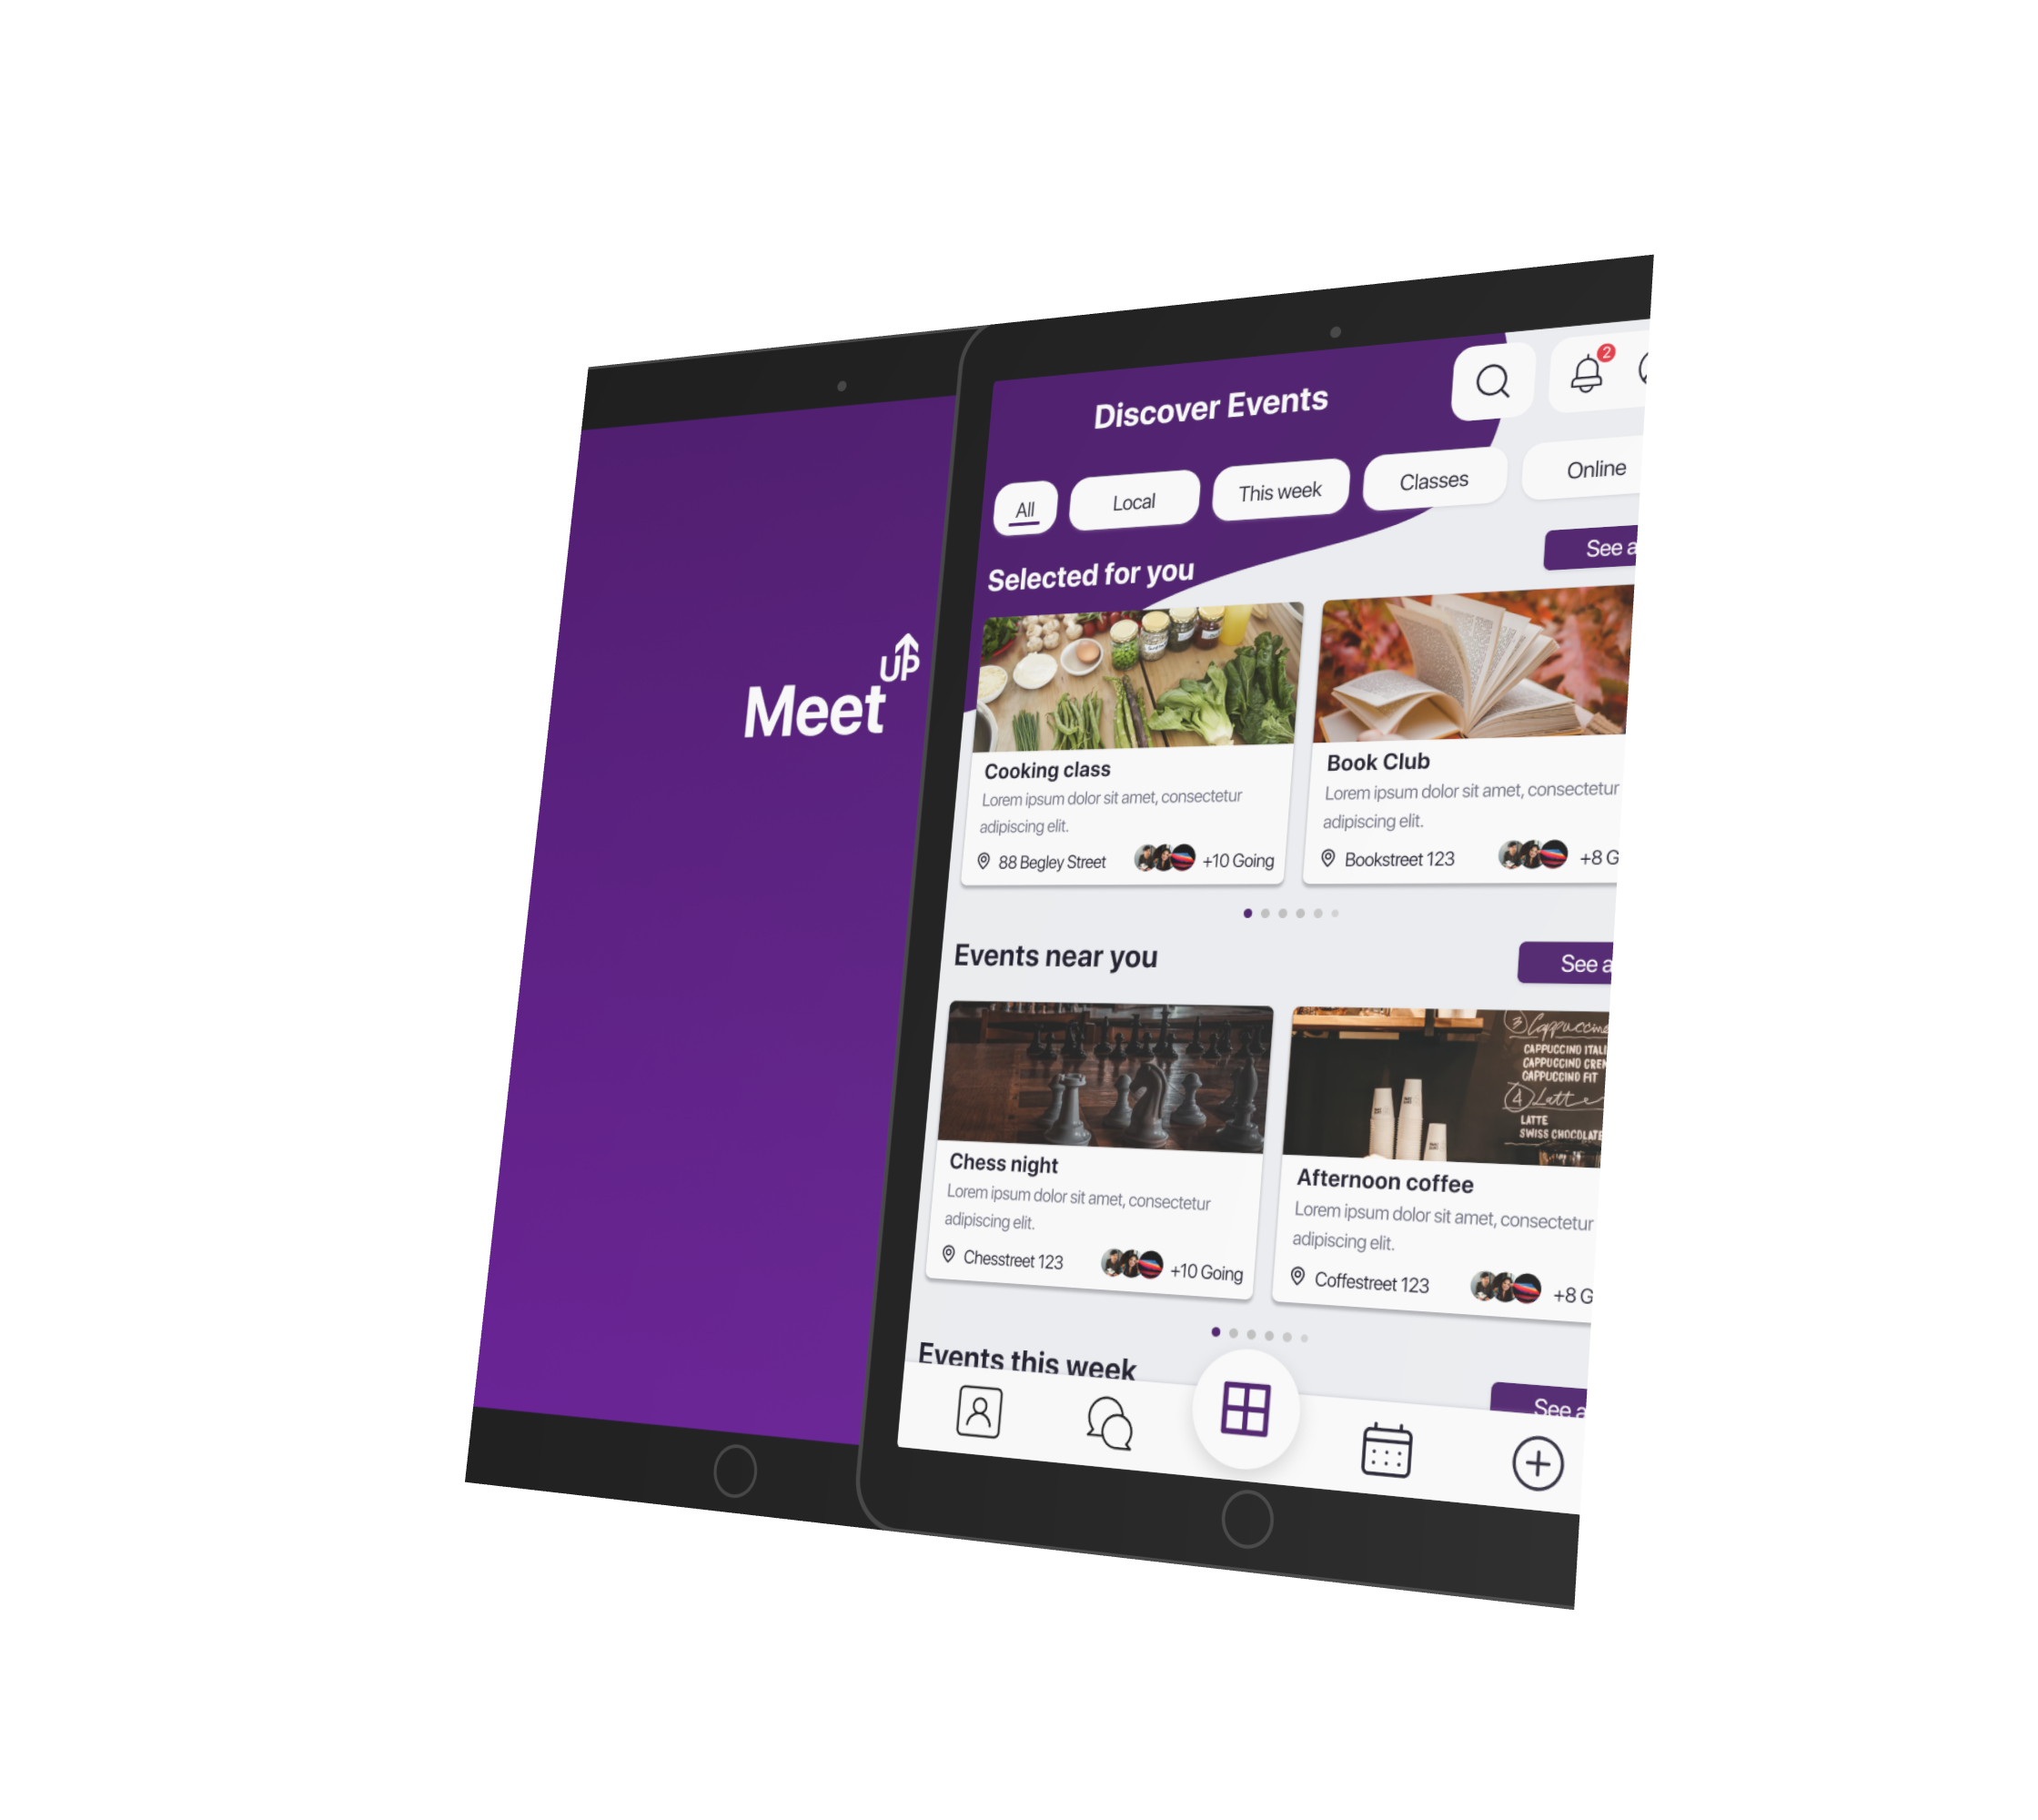 Meet UP
Discover Events
2
All
Local
This week
Classes
Online
Selected for you
See a
Cooking class
Lorem ipsum dolor sit amet, consectetur
adipiscing elit.
88 Begley Street
+10 Going
Book Club
Lorem ipsum dolor sit amet, consectetur
adipiscing elit.
Bookstreet 123
+8 G
Events near you
See a
3 Cappuccino
CAPPUCCINO ITALI
CAPPUCCINO CREM
CAPPUCCINO FIT
4 Latte
LATTE
SWISS CHOCOLATE
Chess night
Lorem ipsum dolor sit amet, consectetur
adipiscing elit.
Chesstreet 123
+10 Going
Afternoon coffee
Lorem ipsum dolor sit amet, consectetur
adipiscing elit.
Coffestreet 123
+8 G
Events this week
See a